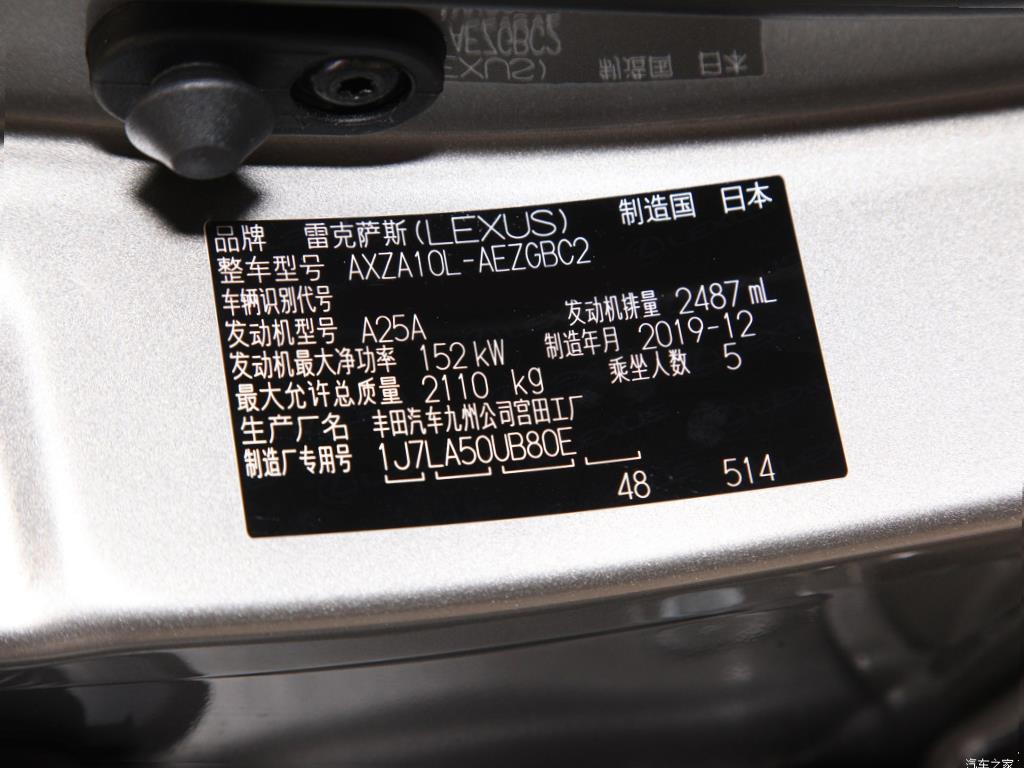 品牌 雷克萨斯(LEXUS) 制造国 日本
整车型号 AXZA10L-AEZGBC2
车辆识别代号
发动机型号 A25A 发动机排量 2487 mL
发动机最大净功率 152 kW 制造年月 2019-12
最大允许总质量 2110 kg 乘坐人数 5
生产厂名 丰田汽车九州公司宫田工厂
制造厂专用号 1J7LA50UB80E
48 514
汽车之家